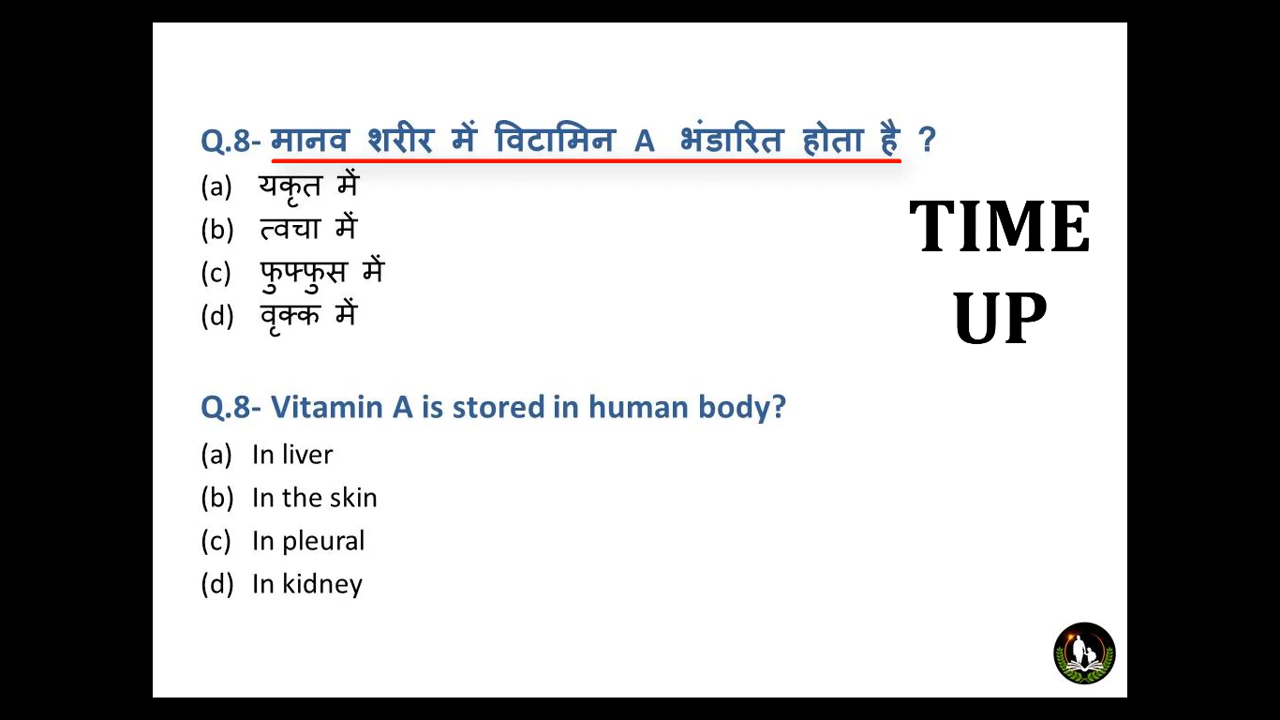 Q.8- मानव शरीर में विटामिन A भंडारित होता है ?
(a) यकृत में
(b) त्वचा में
(c) फुफ्फुस में
(d) वृक्क में
TIME
UP
Q.8- Vitamin A is stored in human body?
(a) In liver
(b) In the skin
(c) In pleural
(d) In kidney